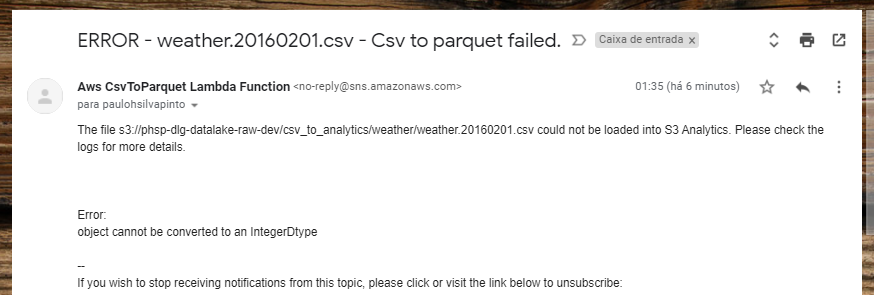 ERROR - weather.20160201.csv - Csv to parquet failed. Caixa de entrada x
Aws CsvToParquet Lambda Function <no-reply@sns.amazonaws.com> 01:35 (há 6 minutos)
para paulohsilvapinto
The file s3://phsp-dlg-datalake-raw-dev/csv_to_analytics/weather/weather.20160201.csv could not be loaded into S3 Analytics. Please check the
logs for more details.
Error:
object cannot be converted to an IntegerDtype
--
If you wish to stop receiving notifications from this topic, please click or visit the link below to unsubscribe: